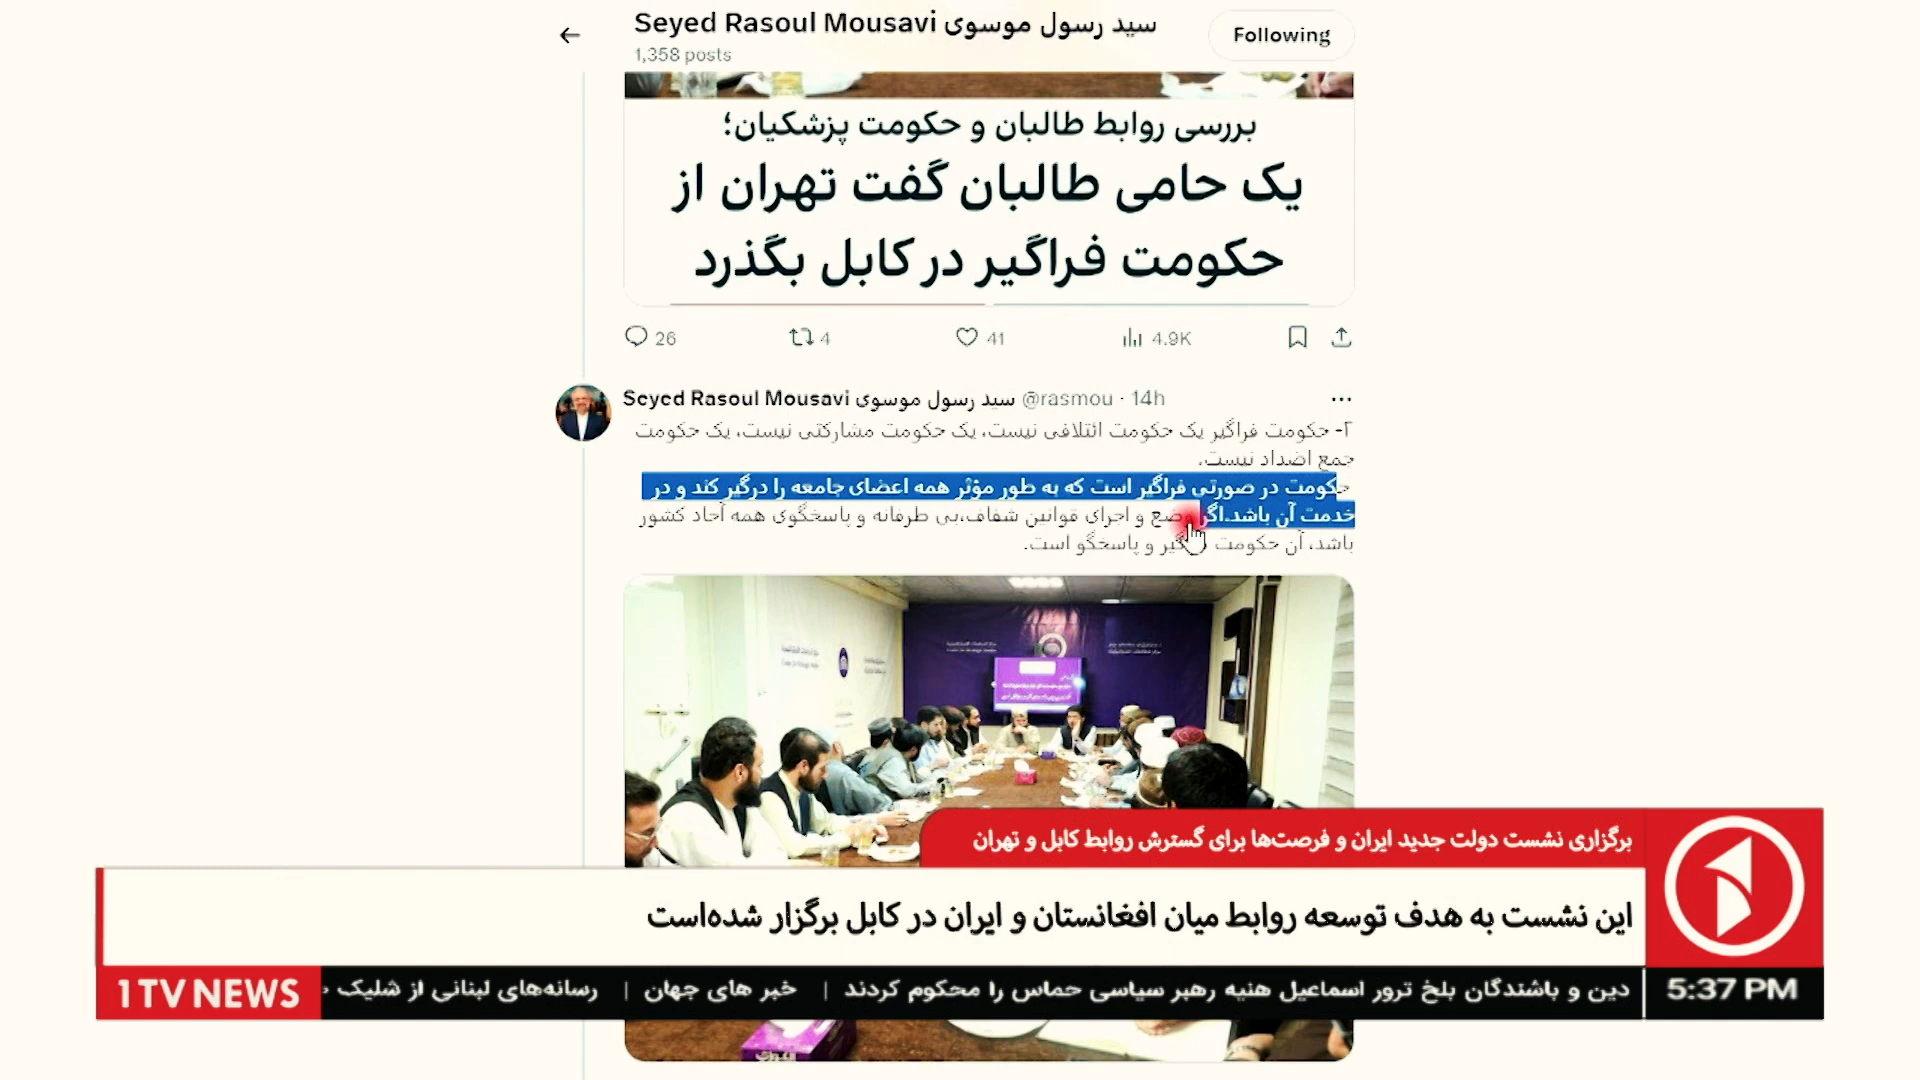 Seyed Rasoul Mousavi سید رسول موسوی
1,358 posts
Following
بررسی روابط طالبان و حکومت پزشکیان؛
یک حامی طالبان گفت تهران از
حکومت فراگیر در کابل بگذرد
26
4
41
4.9K
Seyed Rasoul Mousavi سید رسول موسوی @rasmou · 14h
۲- حکومت فراگیر یک حکومت ائتلافی نیست، یک حکومت مشارکتی نیست، یک حکومت
جمع اضداد نیست.
حکومت در صورتی فراگیر است که به طور مؤثر همه اعضای جامعه را درگیر کند و در
خدمت آن باشد.اگر وضع و اجرای قوانین شفاف،بی طرفانه و پاسخگوی همه آحاد کشور
باشد، آن حکومت و پاسخگو است.
برگزاری نشست دولت جدید ایران و فرصت‌ها برای گسترش روابط کابل و تهران
این نشست به هدف توسعه روابط میان افغانستان و ایران در کابل برگزار شده‌است
1TV NEWS
دین و باشندگان بلخ ترور اسماعیل هنیه رهبر سیاسی حماس را محکوم کردند | خبر های جهان | رسانه‌های لبنانی از شلیک
5:37 PM